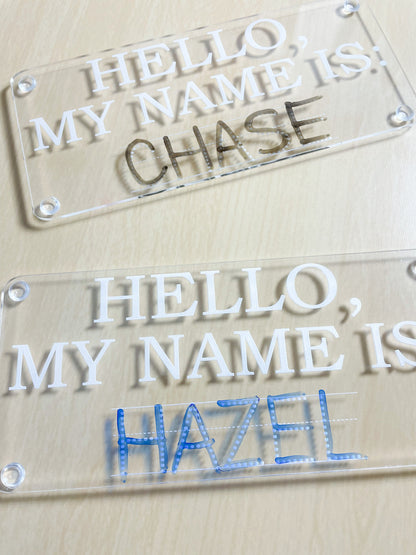 HELLO,
MY NAME IS:
CHASE
HELLO,
MY NAME IS:
HAZEL